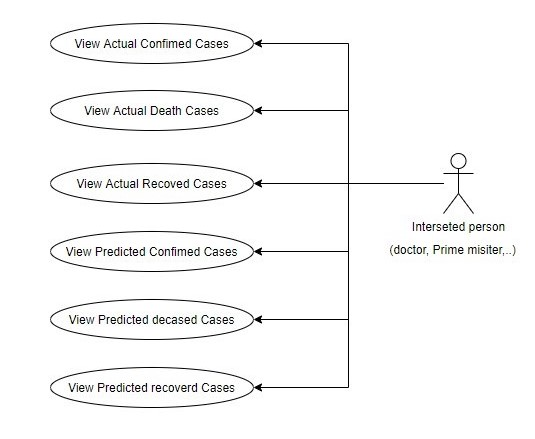 View Actual Confimed Cases
View Actual Death Cases
View Actual Recoved Cases
View Predicted Confimed Cases
View Predicted decased Cases
View Predicted recoverd Cases
Interseted person
(doctor, Prime misiter,..)